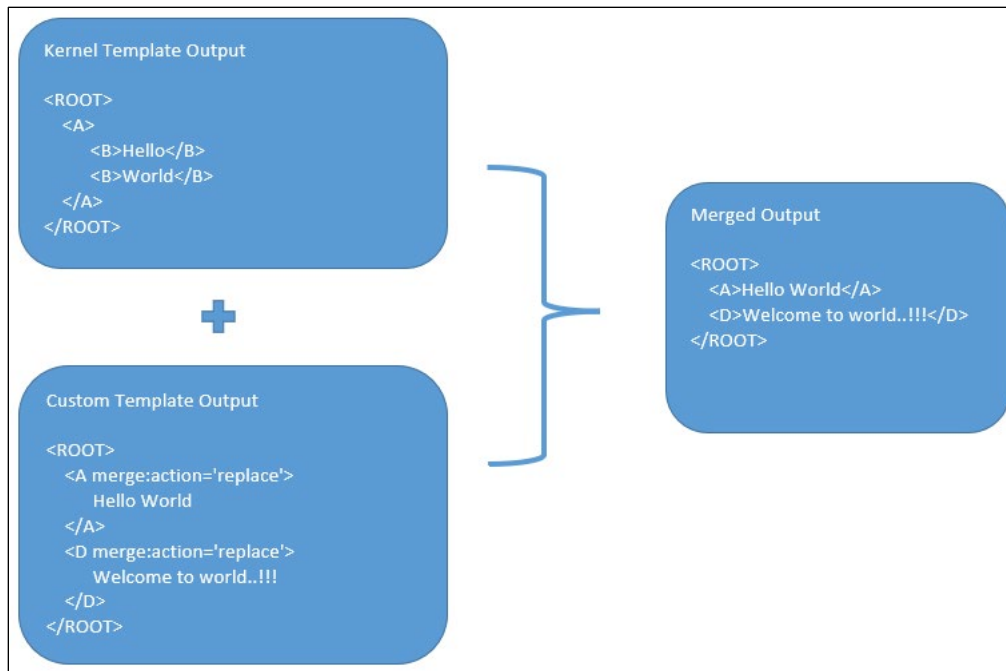 Kernel Template Output
<ROOT>
<A>
<B>Hello</B>
<B>World</B>
</A>
</ROOT>
Custom Template Output
<ROOT>
<A merge:action='replace'>
Hello World
</A>
<D merge:action='replace'>
Welcome to world..!!!
</D>
</ROOT>
Merged Output
<ROOT>
<A>Hello World</A>
<D>Welcome to world..!!!</D>
</ROOT>